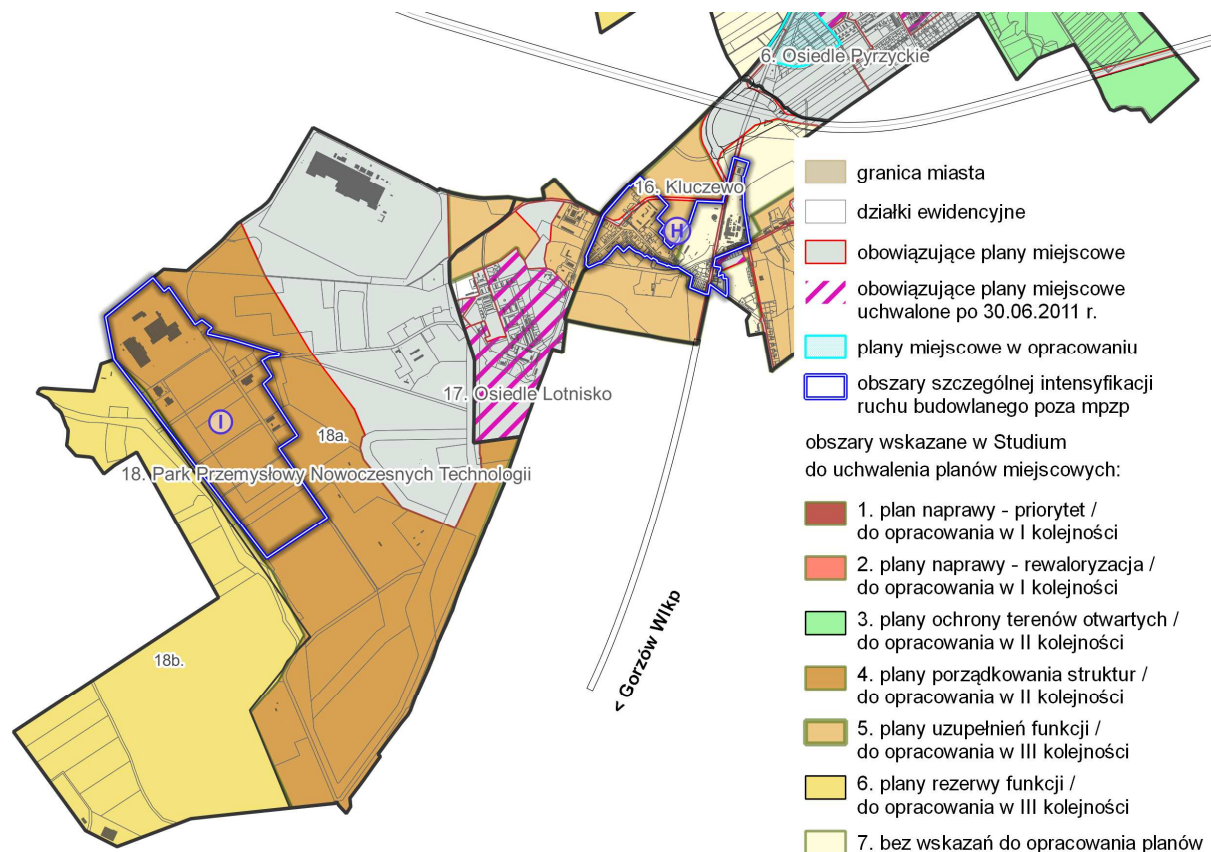 6. Osiedle Pyrzyckie
16. Kluczewo
H
17. Osiedle Lotnisko
I
18a.
18. Park Przemysłowy Nowoczesnych Technologii
18b.
< Gorzów Wlkp
granica miasta
działki ewidencyjne
obowiązujące plany miejscowe
obowiązujące plany miejscowe
uchwalone po 30.06.2011 r.
plany miejscowe w opracowaniu
obszary szczególnej intensyfikacji
ruchu budowlanego poza mpzp
obszary wskazane w Studium
do uchwalenia planów miejscowych:
1. plan naprawy - priorytet /
do opracowania w I kolejności
2. plany naprawy - rewaloryzacja /
do opracowania w I kolejności
3. plany ochrony terenów otwartych /
do opracowania w II kolejności
4. plany porządkowania struktur /
do opracowania w II kolejności
5. plany uzupełnień funkcji /
do opracowania w III kolejności
6. plany rezerwy funkcji /
do opracowania w III kolejności
7. bez wskazań do opracowania planów